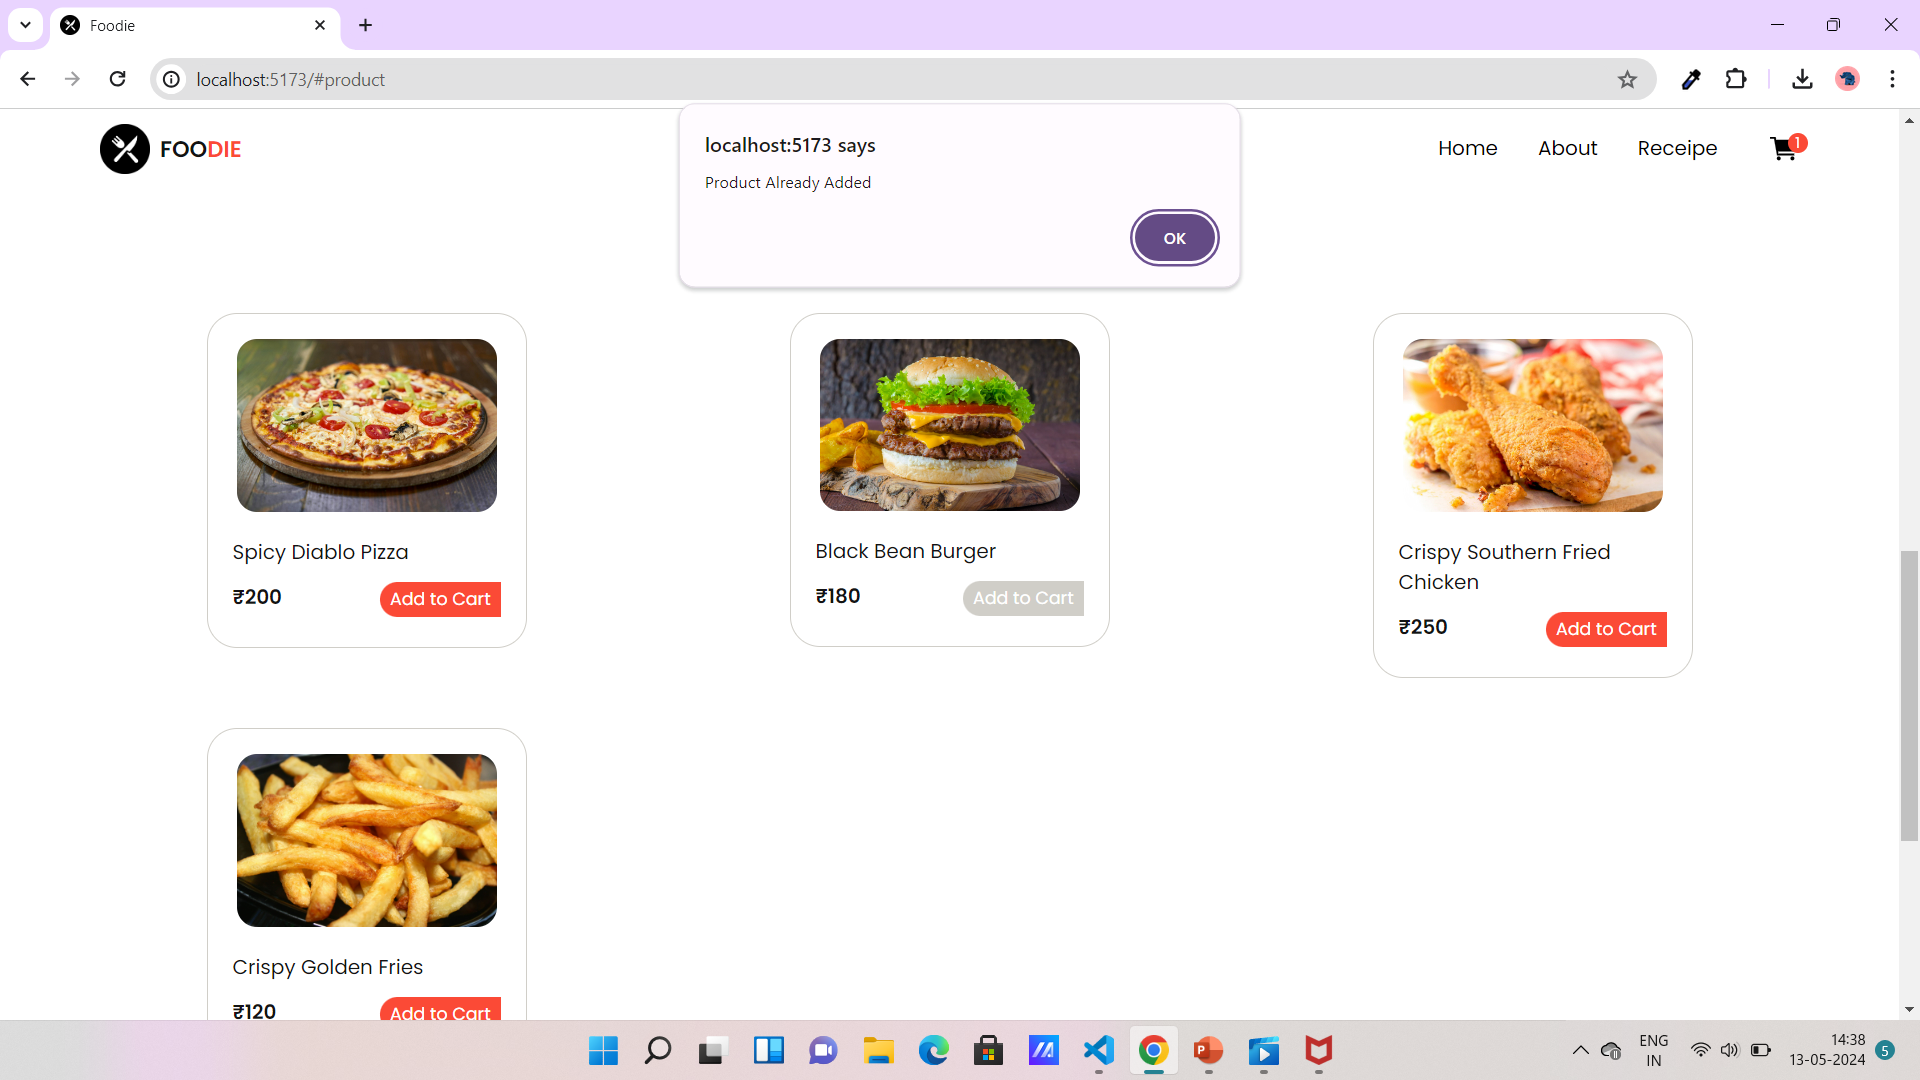 Foodie
localhost:5173/#product
FOODIE
localhost:5173 says
Product Already Added
OK
Home
About
Receipe
1
Spicy Diablo Pizza
₹200
Add to Cart
Black Bean Burger
₹180
Add to Cart
Crispy Southern Fried
Chicken
₹250
Add to Cart
Crispy Golden Fries
₹120
Add to Cart
ENG
IN
14:38
13-05-2024
5